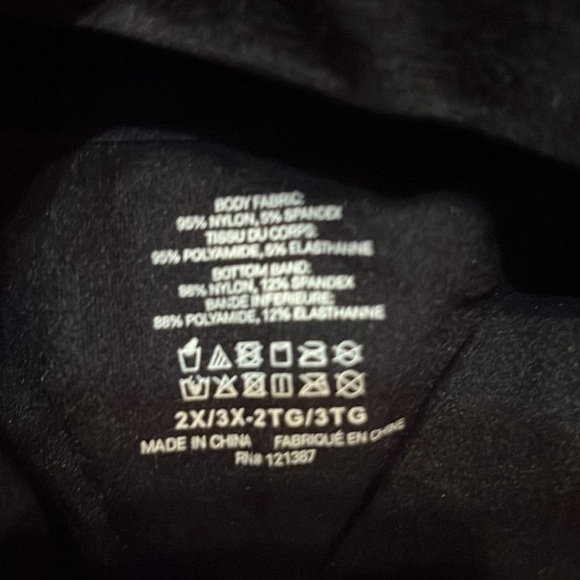 BODY FABRIC:
95% NYLON, 5% SPANDEX
TISSU DU CORPS:
95% POLYAMIDE, 5% ELASTHANNE
BOTTOM BAND:
88% NYLON, 12% SPANDEX
BANDE INFERIEURE:
88% POLYAMIDE, 12% ELASTHANNE
2X/3X-2TG/3TG
MADE IN CHINA FABRIQUÉ EN CHINE
RN# 121387